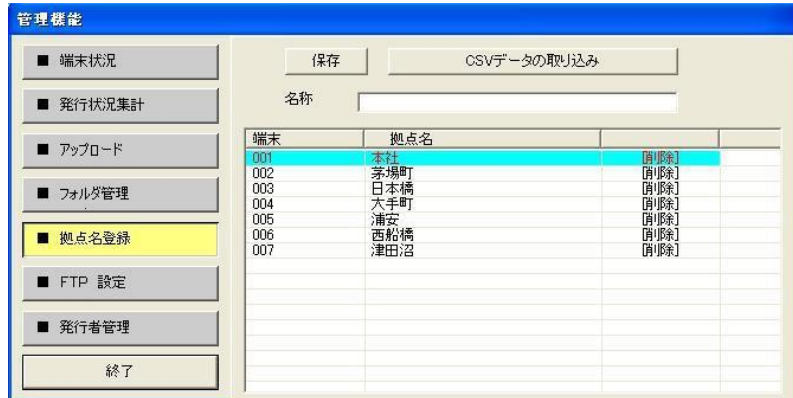 管理機能
■ 端末状況
■ 発行状況集計
■ アップロード
■ フォルダ管理
■ 拠点名登録
■ FTP 設定
■ 発行者管理
終了
保存 CSVデータの取り込み
名称
端末 拠点名
001 本社 [削除]
002 茅場町 [削除]
003 日本橋 [削除]
004 大手町 [削除]
005 浦安 [削除]
006 西船橋 [削除]
007 津田沼 [削除]